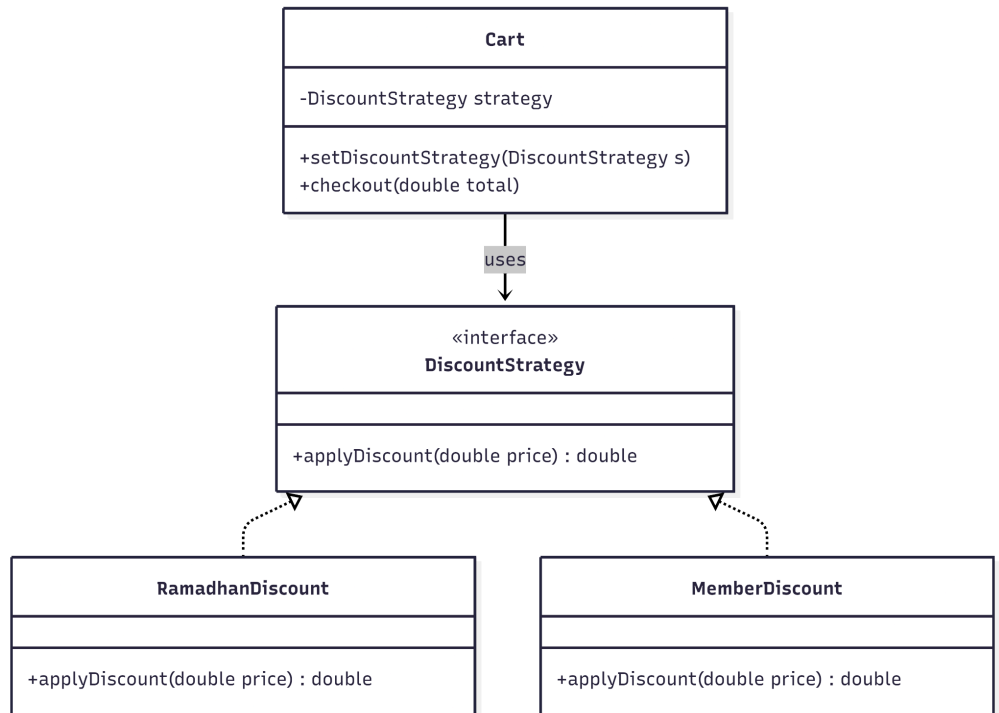 Cart
-DiscountStrategy strategy
+setDiscountStrategy(DiscountStrategy s)
+checkout(double total)
uses
«interface»
DiscountStrategy
+applyDiscount(double price) : double
RamadhanDiscount
+applyDiscount(double price) : double
MemberDiscount
+applyDiscount(double price) : double